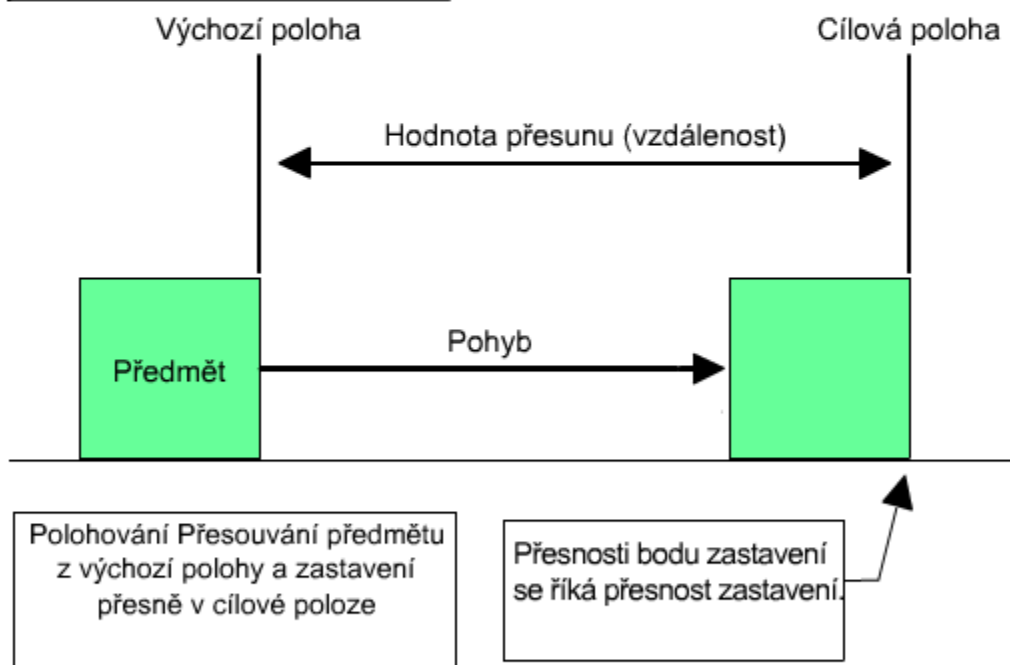 Výchozí poloha
Cílová poloha
Hodnota přesunu (vzdálenost)
Pohyb
Předmět
Polohování Přesouvání předmětu
z výchozí polohy a zastavení
přesně v cílové poloze
Přesnosti bodu zastavení
se říká přesnost zastavení.